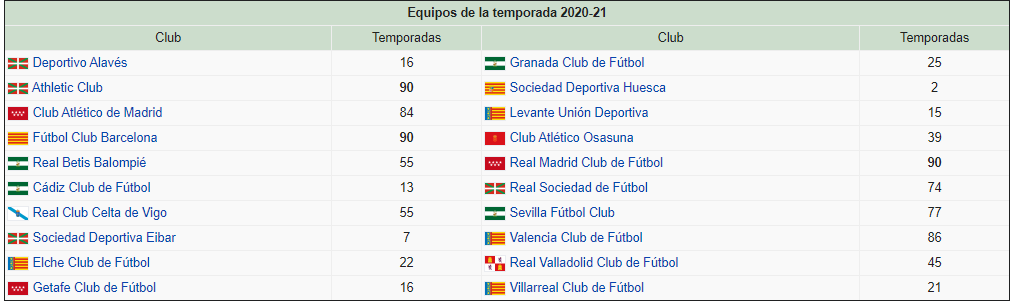 Equipos de la temporada 2020-21
Club Temporadas Club Temporadas
Deportivo Alavés 16 Granada Club de Fútbol 25
Athletic Club 90 Sociedad Deportiva Huesca 2
Club Atlético de Madrid 84 Levante Unión Deportiva 15
Fútbol Club Barcelona 90 Club Atlético Osasuna 39
Real Betis Balompié 55 Real Madrid Club de Fútbol 90
Cádiz Club de Fútbol 13 Real Sociedad de Fútbol 74
Real Club Celta de Vigo 55 Sevilla Fútbol Club 77
Sociedad Deportiva Eibar 7 Valencia Club de Fútbol 86
Elche Club de Fútbol 22 Real Valladolid Club de Fútbol 45
Getafe Club de Fútbol 16 Villarreal Club de Fútbol 21